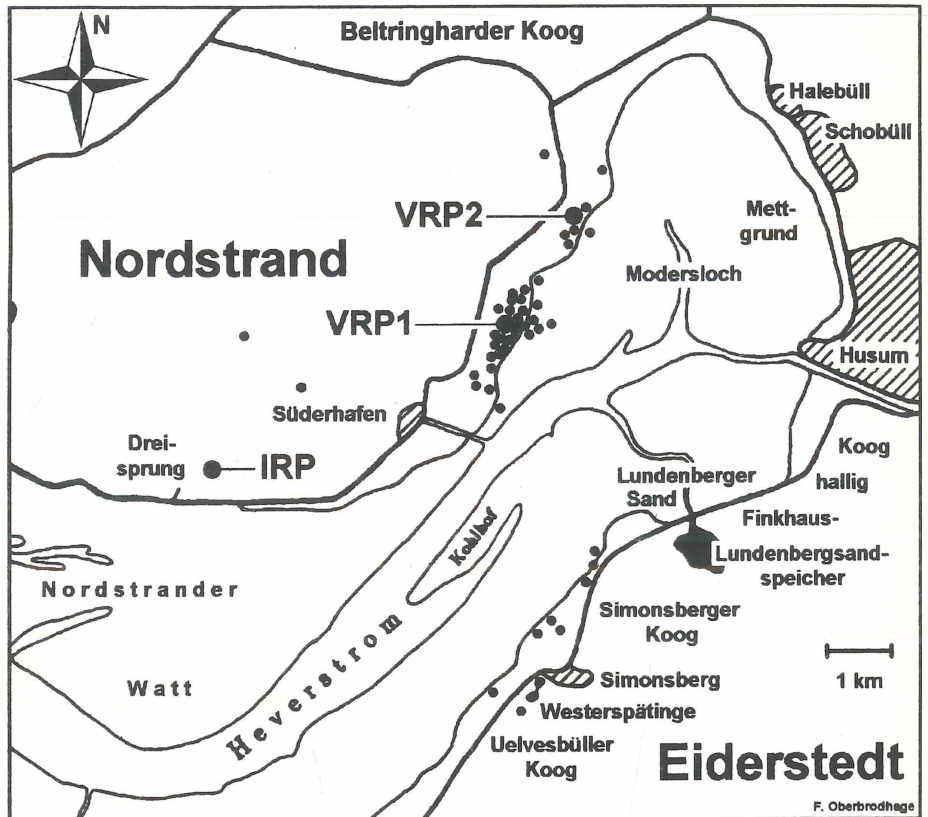 N
Beltringharder Koog
Halebüll
Schobüll
VRP2
Mett-
grund
Nordstrand
Modersloch
VRP1
Husum
Süderhafen
Drei-
sprung
IRP
Koog
hallig
Lundenberger
Sand
Finkhaus-
Kohlhof
Lundenbergsand-
speicher
Nordstrander
Simonsberger
Koog
Heverstrom
1 km
Watt
Simonsberg
Westerspätinge
Uelvesbüller
Koog
Eiderstedt
F. Oberbrodhage